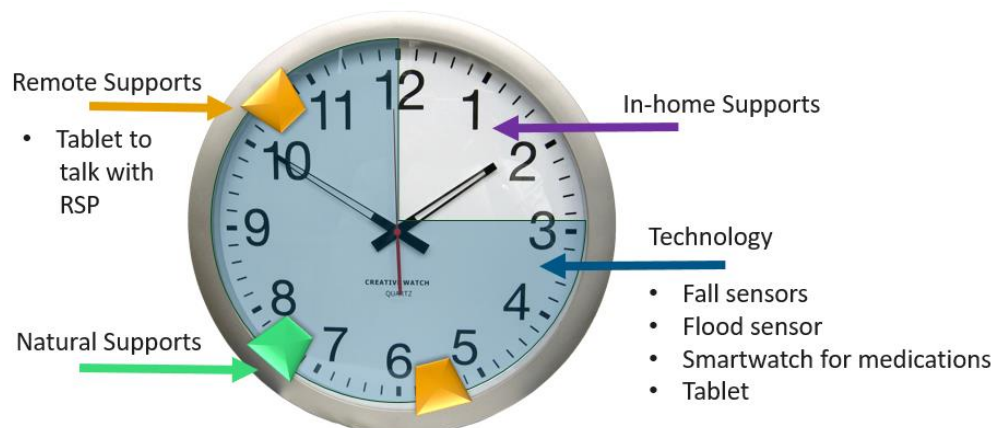 Remote Supports
• Tablet to
talk with
RSP
Natural Supports
In-home Supports
Technology
• Fall sensors
• Flood sensor
• Smartwatch for medications
• Tablet
12
1
2
3
4
5
6
7
8
9
10
11
CREATIVE WATCH
QUARTZ